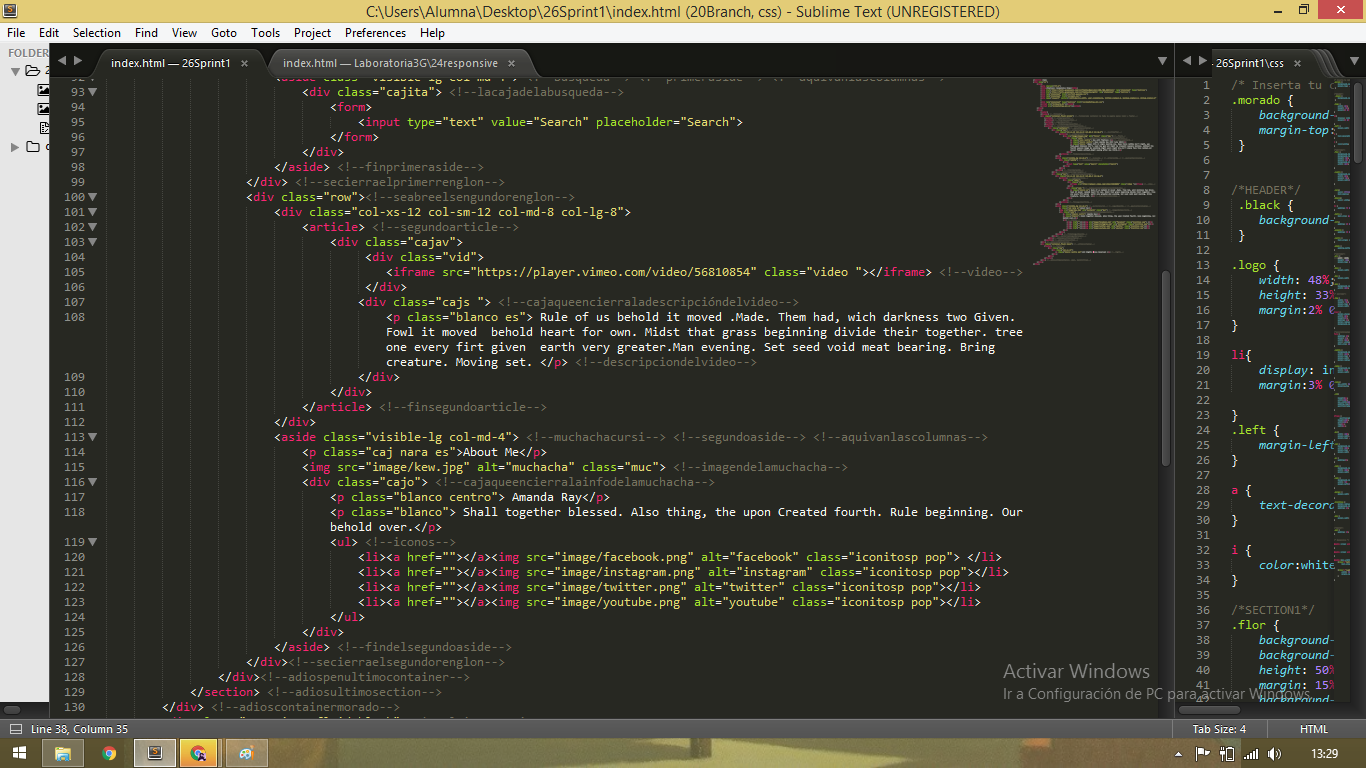 C:\Users\Alumna\Desktop\26Sprint1\index.html (20Branch, css) - Sublime Text (UNREGISTERED)
File Edit Selection Find View Goto Tools Project Preferences Help
FOLDER
index.html — 26Sprint1 × index.html — Laboratoria3G\24responsive × 26Sprint1\css ×
93 <div class="cajita"> <!--lacajadelabusqueda-->
94 <form>
95 <input type="text" value="Search" placeholder="Search">
96 </form>
97 </div>
98 </aside> <!--finprimeraside-->
99 </div> <!--secierraelprimerrenglon-->
100 <div class="row"><!--seabreelsengundorenglon-->
101 <div class="col-xs-12 col-sm-12 col-md-8 col-lg-8">
102 <article> <!--segundoarticle-->
103 <div class="cajav">
104 <div class="vid">
105 <iframe src="https://player.vimeo.com/video/56810854" class="video "></iframe> <!--video-->
106 </div>
107 <div class="cajs "> <!--cajaqueencierraladescripcióndelvideo-->
108 <p class="blanco es"> Rule of us behold it moved .Made. Them had, wich darkness two Given.
Fowl it moved  behold heart for own. Midst that grass beginning divide their together. tree
one every firt given  earth very greater.Man evening. Set seed void meat bearing. Bring
creature. Moving set. </p> <!--descripciondelvideo-->
109 </div>
110 </div>
111 </article> <!--finsegundoarticle-->
112 </div>
113 <aside class="visible-lg col-md-4"> <!--muchachacursi--> <!--segundoaside--> <!--aquivanlascolumnas-->
114 <p class="caj nara es">About Me</p>
115 <img src="image/kew.jpg" alt="muchacha" class="muc"> <!--imagendelamuchacha-->
116 <div class="cajo"> <!--cajaqueencierralainfodelamuchacha-->
117 <p class="blanco centro"> Amanda Ray</p>
118 <p class="blanco"> Shall together blessed. Also thing, the upon Created fourth. Rule beginning. Our
behold over.</p>
119 <ul> <!--iconos-->
120 <li><a href=""></a><img src="image/facebook.png" alt="facebook" class="iconitosp pop"> </li>
121 <li><a href=""></a><img src="image/instagram.png" alt="instagram" class="iconitosp pop"></li>
122 <li><a href=""></a><img src="image/twitter.png" alt="twitter" class="iconitosp pop"></li>
123 <li><a href=""></a><img src="image/youtube.png" alt="youtube" class="iconitosp pop"></li>
124 </ul>
125 </div>
126 </aside> <!--findelsegundoaside-->
127 </div><!--secierraelsegundorenglon-->
128 </div><!--adiospenultimocontainer-->
129 </section> <!--adiosultimosection-->
130 </div> <!--adioscontainermorado-->
1 /* Inserta tu
2 .morado {
3 background-
4 margin-top:
5 }
6
7
8 /*HEADER*/
9 .black {
10 background-
11 }
12
13 .logo {
14 width: 48%;
15 height: 33%
16 margin:2%
17 }
18
19 li{
20 display: in
21 margin:3%
22
23 }
24 .left {
25 margin-left
26 }
27
28 a {
29 text-decora
30 }
31
32 i {
33 color:white
34 }
35
36 /*SECTION1*/
37 .flor {
38 background-
39 background-
40 height: 50%
41 margin: 15%
Activar Windows
Ir a Configuración de PC para activar Windows.
Line 38, Column 35 Tab Size: 4 HTML
13:29